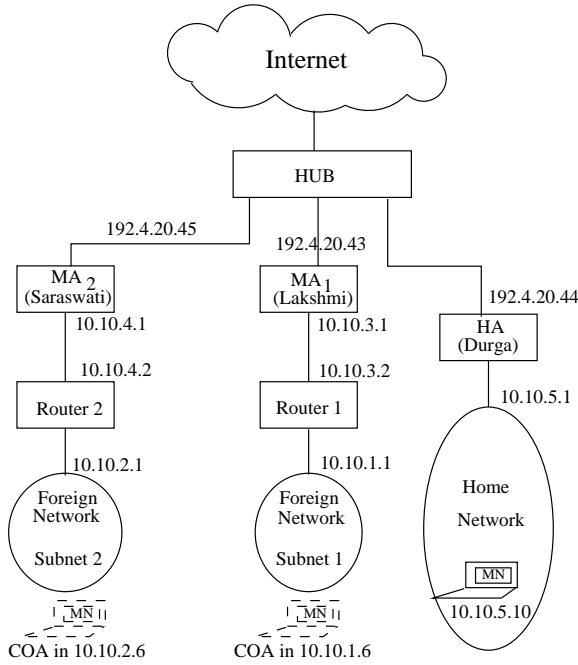 Internet
HUB
192.4.20.45
192.4.20.43
MA 2
(Saraswati)
MA 1
(Lakshmi)
192.4.20.44
HA
(Durga)
10.10.4.1
10.10.3.1
10.10.4.2
10.10.3.2
10.10.5.1
Router 2
Router 1
10.10.2.1
10.10.1.1
Foreign
Network
Subnet 2
Foreign
Network
Subnet 1
Home
Network
MN
10.10.5.10
MN
COA in 10.10.2.6
MN
COA in 10.10.1.6